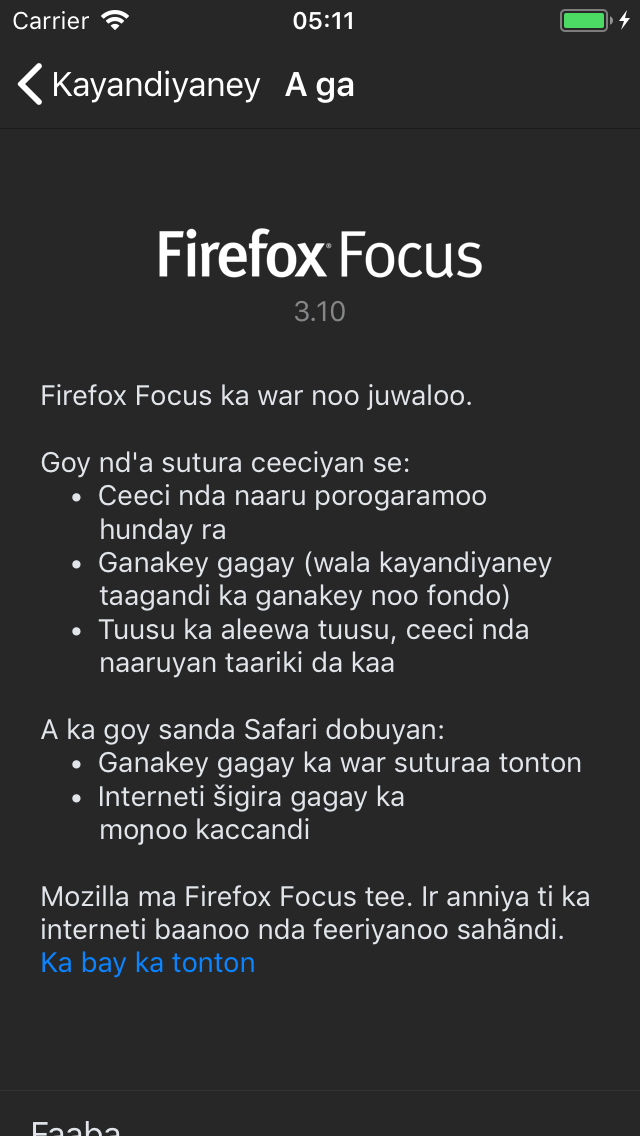 Carrier 05:11
Kayandiyaney A ga
Firefox Focus
3.10
Firefox Focus ka war noo juwaloo.
Goy nd'a sutura ceeciyan se:
• Ceeci nda naaru porogaramoo
hunday ra
• Ganakey gagay (wala kayandiyaney
taagandi ka ganakey noo fondo)
• Tuusu ka aleewa tuusu, ceeci nda
naaruyan taariki da kaa
A ka goy sanda Safari dobuyan:
• Ganakey gagay ka war suturaa tonton
• Interneti šigira gagay ka
moɲoo kaccandi
Mozilla ma Firefox Focus tee. Ir anniya ti ka
interneti baanoo nda feeriyanoo sahãndi.
Ka bay ka tonton
Faaba